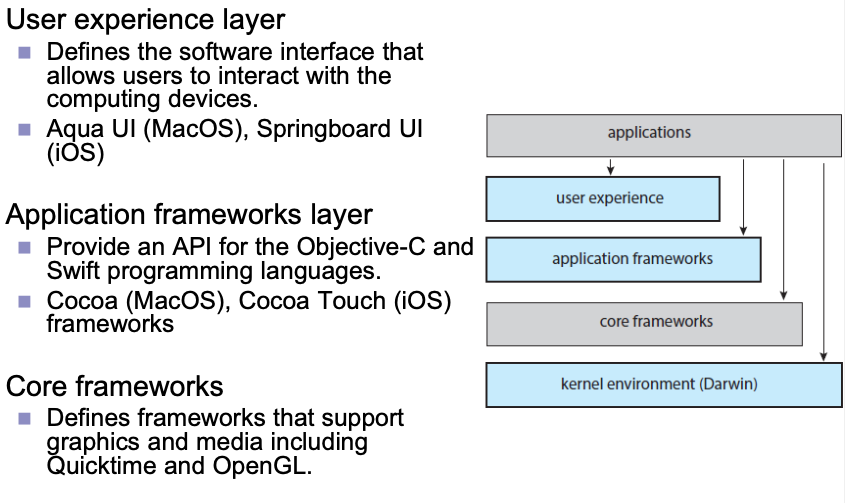 User experience layer
Defines the software interface that
allows users to interact with the
computing devices.
Aqua UI (MacOS), Springboard UI
(iOS)
Application frameworks layer
Provide an API for the Objective-C and
Swift programming languages.
Cocoa (MacOS), Cocoa Touch (iOS)
frameworks
Core frameworks
Defines frameworks that support
graphics and media including
Quicktime and OpenGL.
applications
user experience
application frameworks
core frameworks
kernel environment (Darwin)